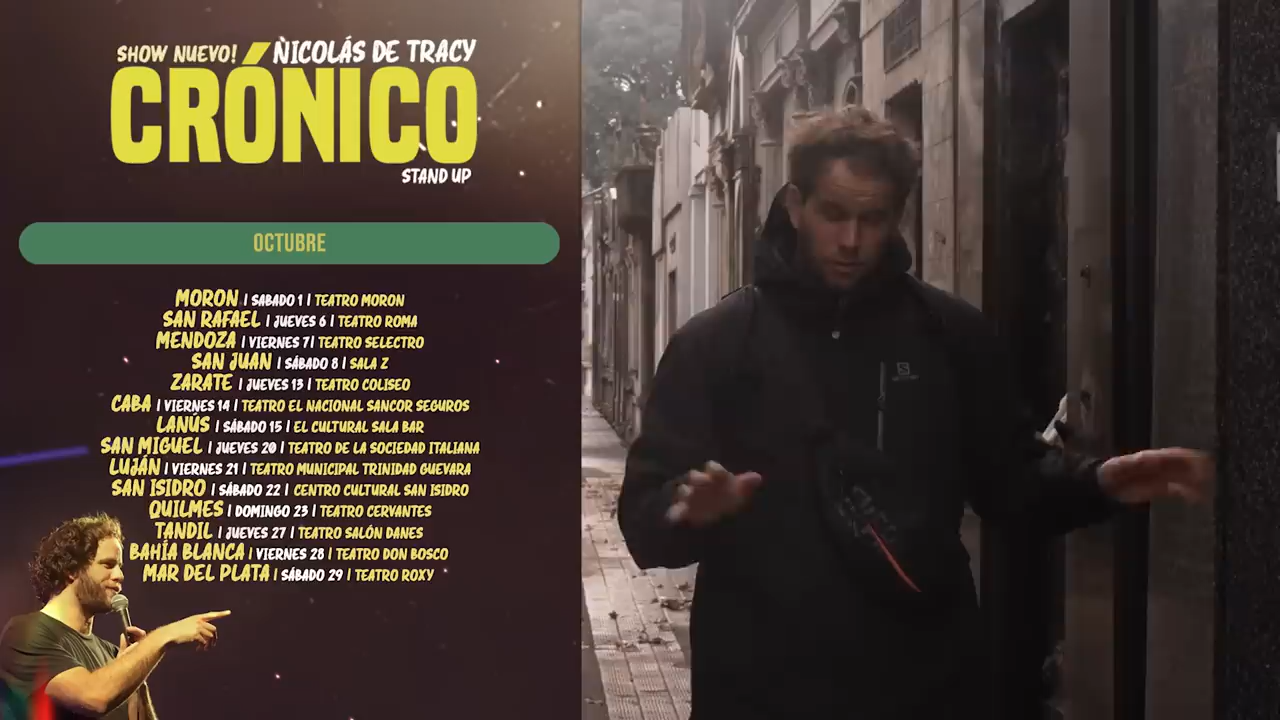 SHOW NUEVO! NICOLÁS DE TRACY
CRÓNICO
STAND UP
OCTUBRE
MORON | SABADO 1 | TEATRO MORON
SAN RAFAEL | JUEVES 6 | TEATRO ROMA
MENDOZA | VIERNES 7 | TEATRO SELECTRO
SAN JUAN | SÁBADO 8 | SALA Z
ZARATE | JUEVES 13 | TEATRO COLISEO
CABA | VIERNES 14 | TEATRO EL NACIONAL SANCOR SEGUROS
LANÚS | SÁBADO 15 | EL CULTURAL SALA BAR
SAN MIGUEL | JUEVES 20 | TEATRO DE LA SOCIEDAD ITALIANA
LUJÁN | VIERNES 21 | TEATRO MUNICIPAL TRINIDAD GUEVARA
SAN ISIDRO | SÁBADO 22 | CENTRO CULTURAL SAN ISIDRO
QUILMES | DOMINGO 23 | TEATRO CERVANTES
TANDIL | JUEVES 27 | TEATRO SALÓN DANES
BAHÍA BLANCA | VIERNES 28 | TEATRO DON BOSCO
MAR DEL PLATA | SÁBADO 29 | TEATRO ROXY